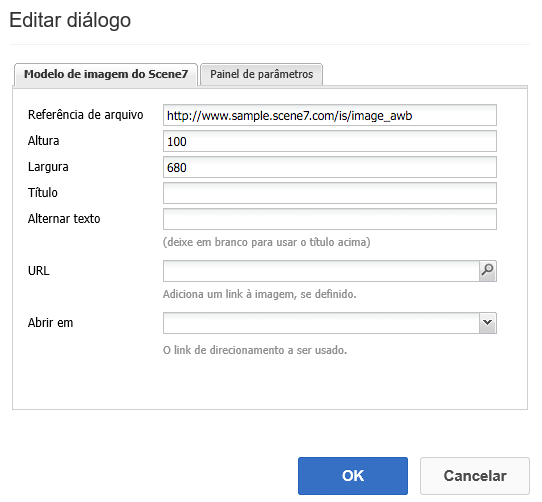 Editar diálogo
Modelo de imagem do Scene7
Painel de parâmetros
Referência de arquivo
http://www.sample.scene7.com/is/image_awb
Altura
100
Largura
680
Título
Alternar texto
(deixe em branco para usar o título acima)
URL
Adiciona um link à imagem, se definido.
Abrir em
O link de direcionamento a ser usado.
OK
Cancelar